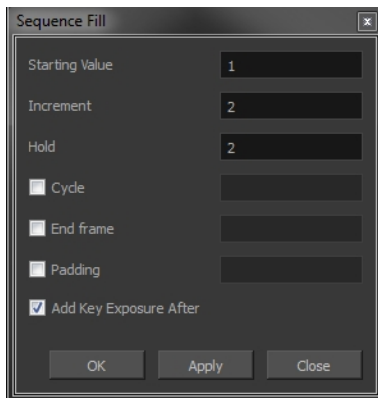 Sequence Fill
Starting Value 1
Increment 2
Hold 2
Cycle
End frame
Padding
Add Key Exposure After
OK Apply Close